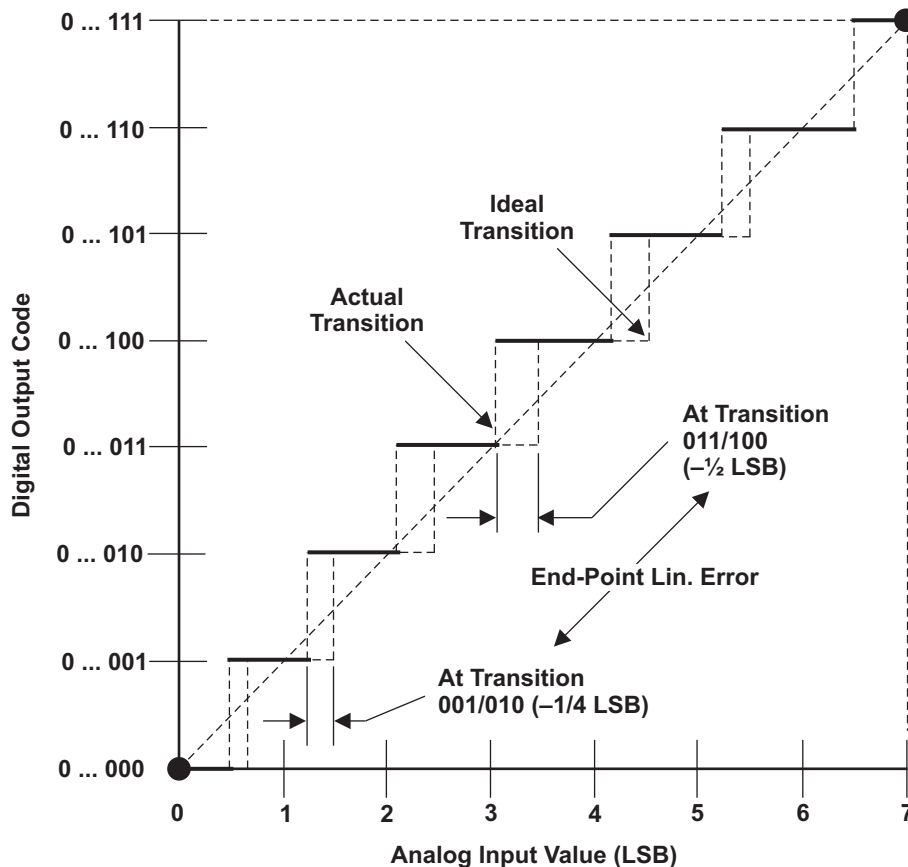 0 ... 111
0 ... 110
0 ... 101
0 ... 100
0 ... 011
0 ... 010
0 ... 001
0 ... 000
Digital Output Code
Ideal
Transition
Actual
Transition
At Transition
011/100
(–½ LSB)
End-Point Lin. Error
At Transition
001/010 (–1/4 LSB)
0 1 2 3 4 5 6 7
Analog Input Value (LSB)